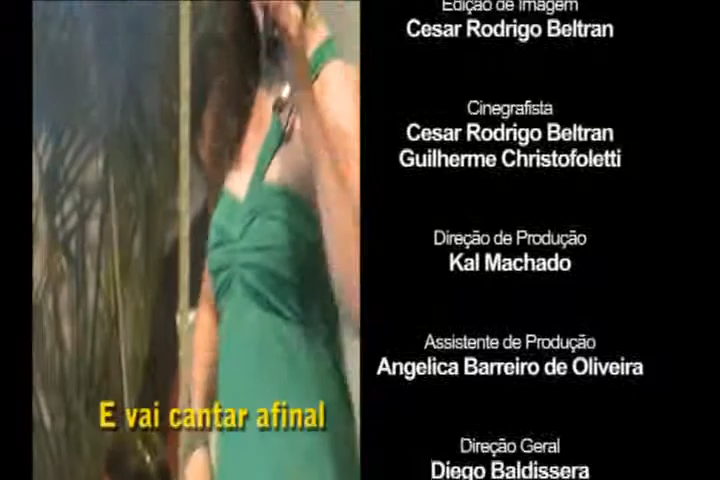 Edição de Imagem
Cesar Rodrigo Beltran
Cinegrafista
Cesar Rodrigo Beltran
Guilherme Christofoletti
Direção de Produção
Kal Machado
Assistente de Produção
Angelica Barreiro de Oliveira
Direção Geral
Diego Baldissera
E vai cantar afinal